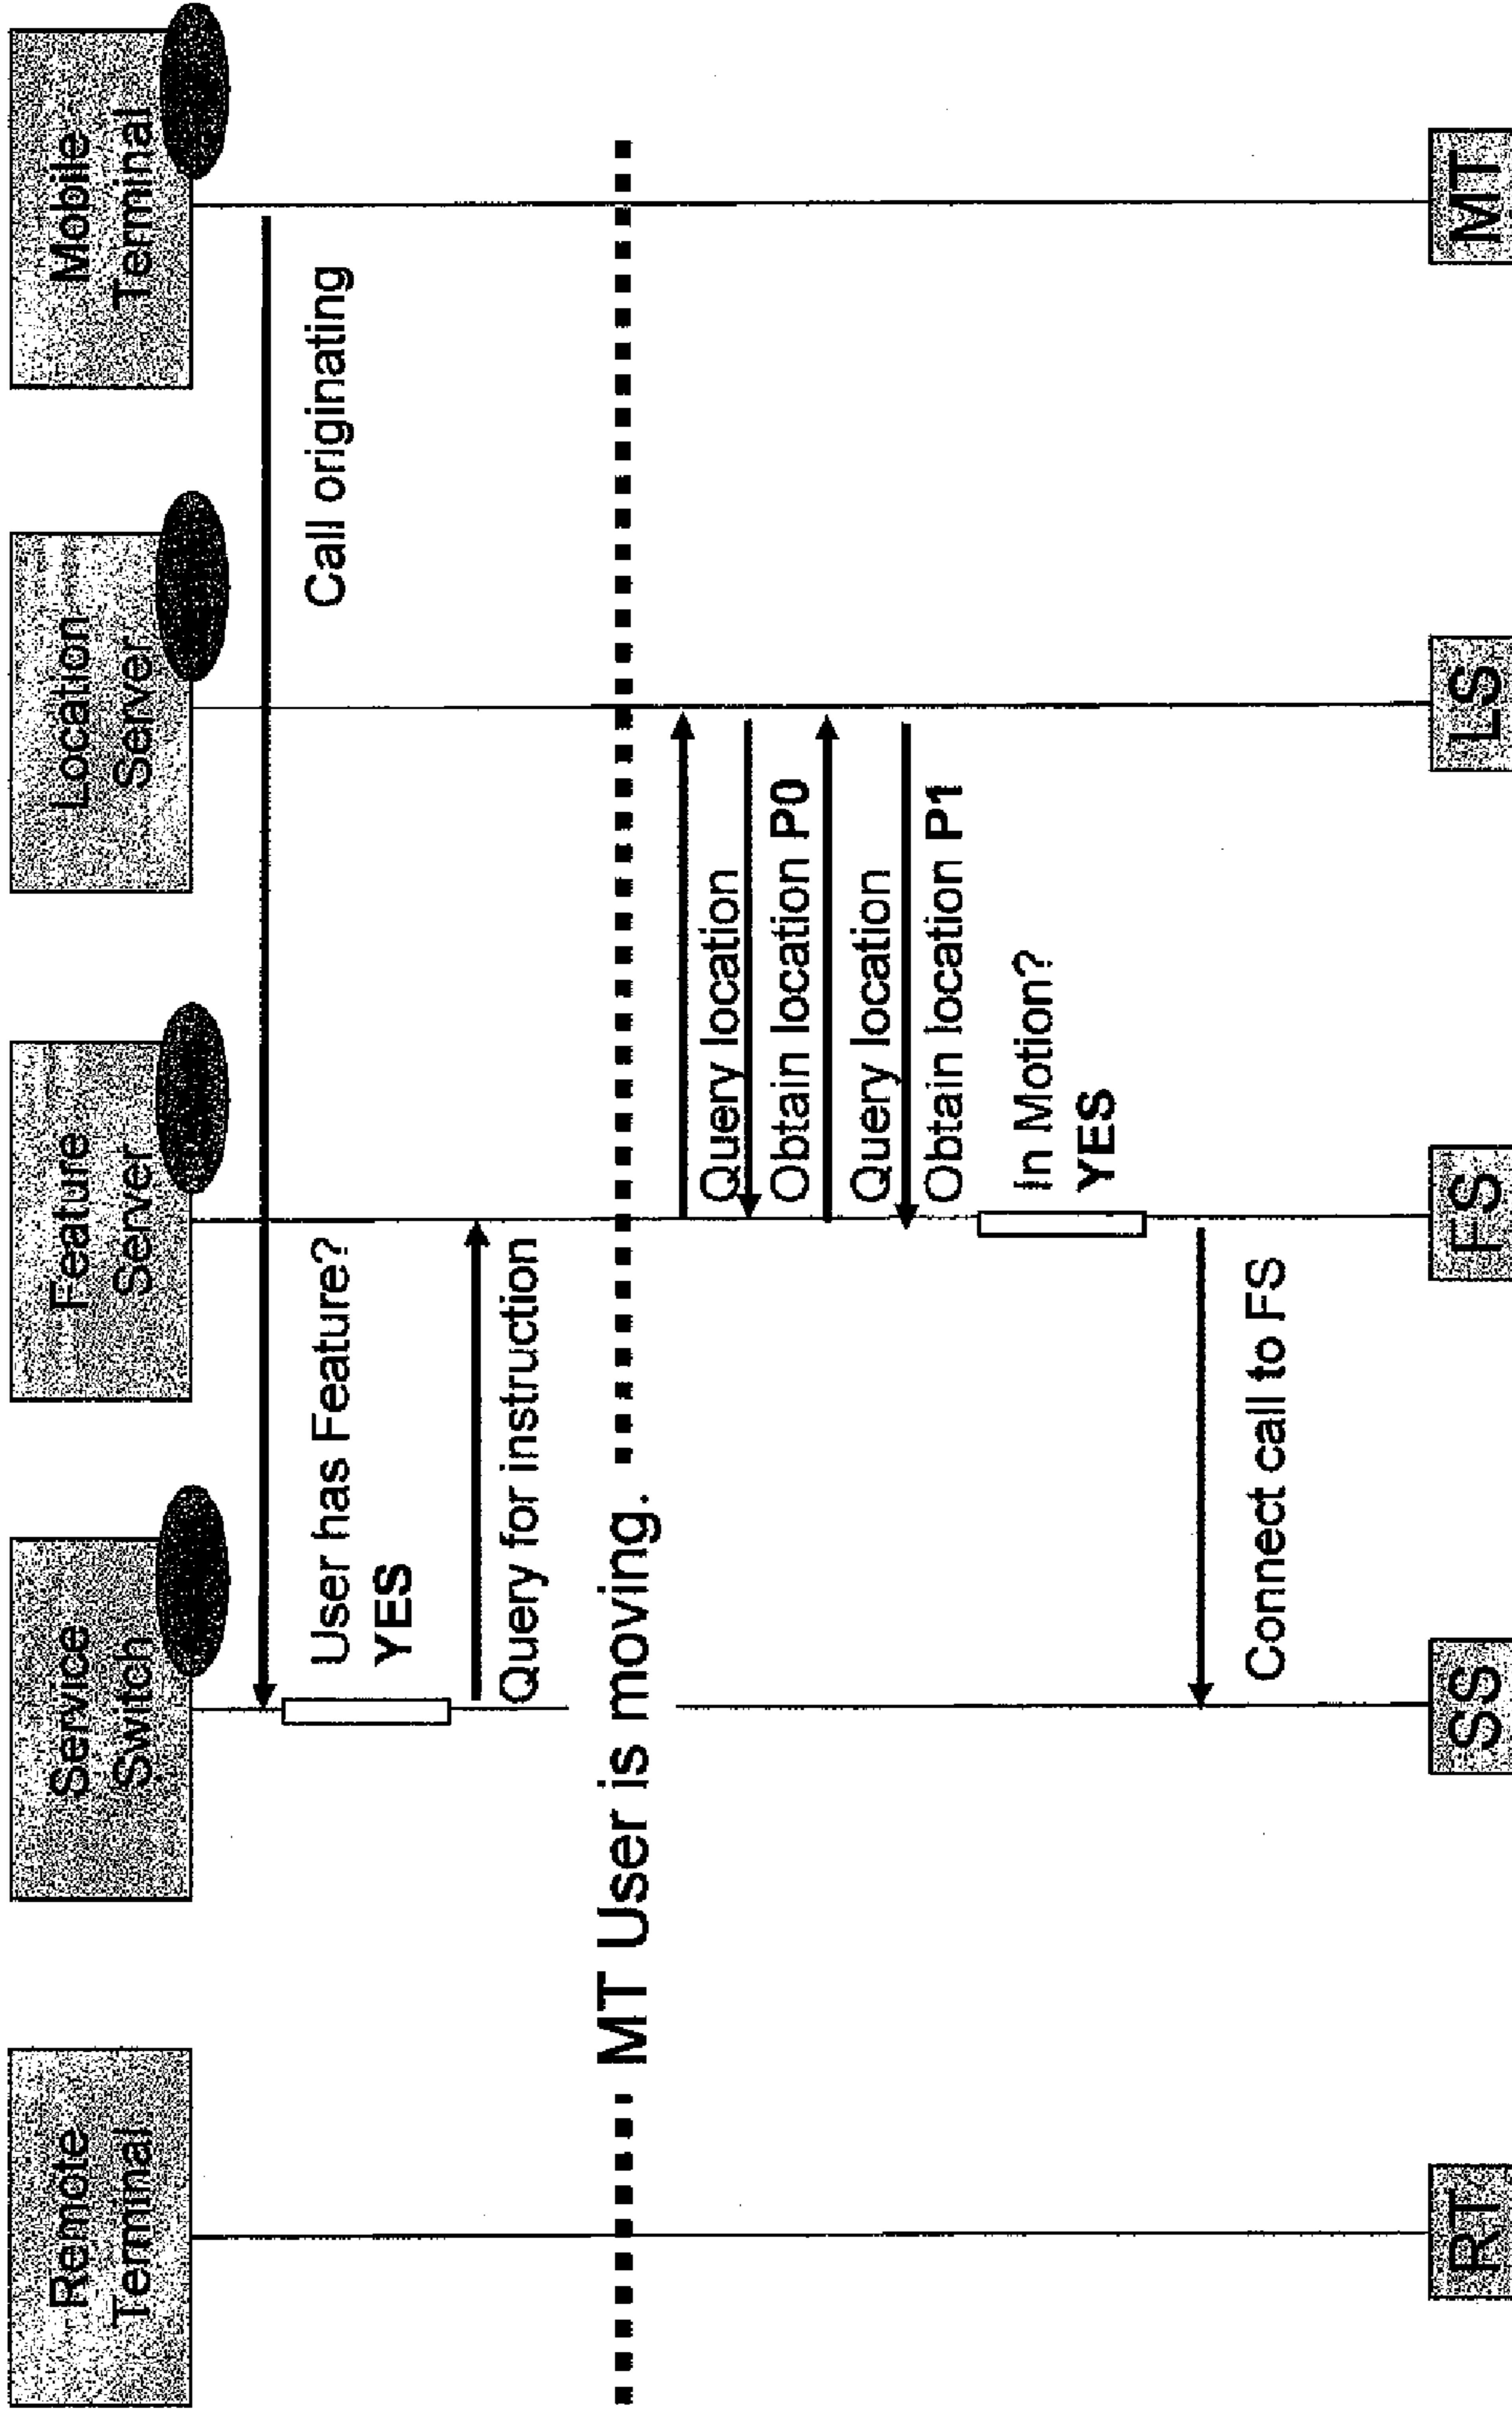 Remote
Terminal
Service
Switch
Feature
Server
Location
Server
Mobile
Terminal
Call originating
User has Feature?
YES
Query for instruction
MT User is moving.
Query location
Obtain location P0
Query location
Obtain location P1
In Motion?
YES
Connect call to FS
RT
SS
FS
LS
MT